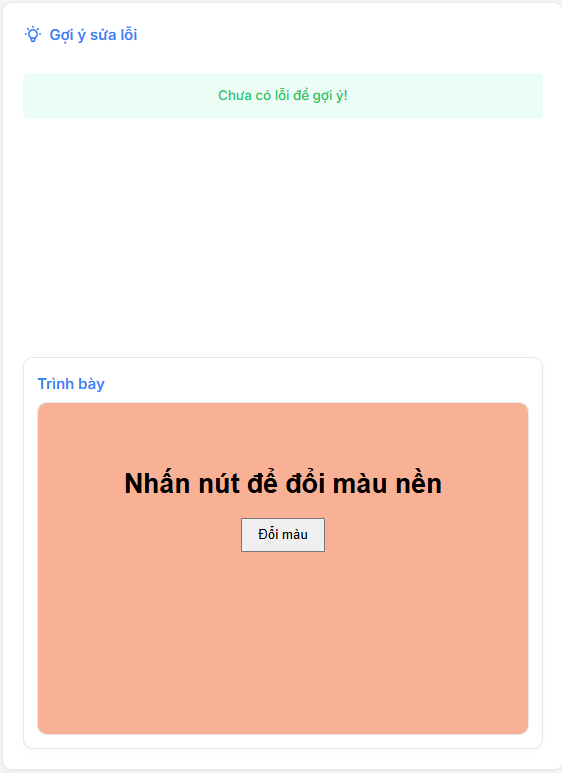 Gợi ý sửa lỗi
Chưa có lỗi để gợi ý!
Trình bày
Nhấn nút để đổi màu nền
Đổi màu